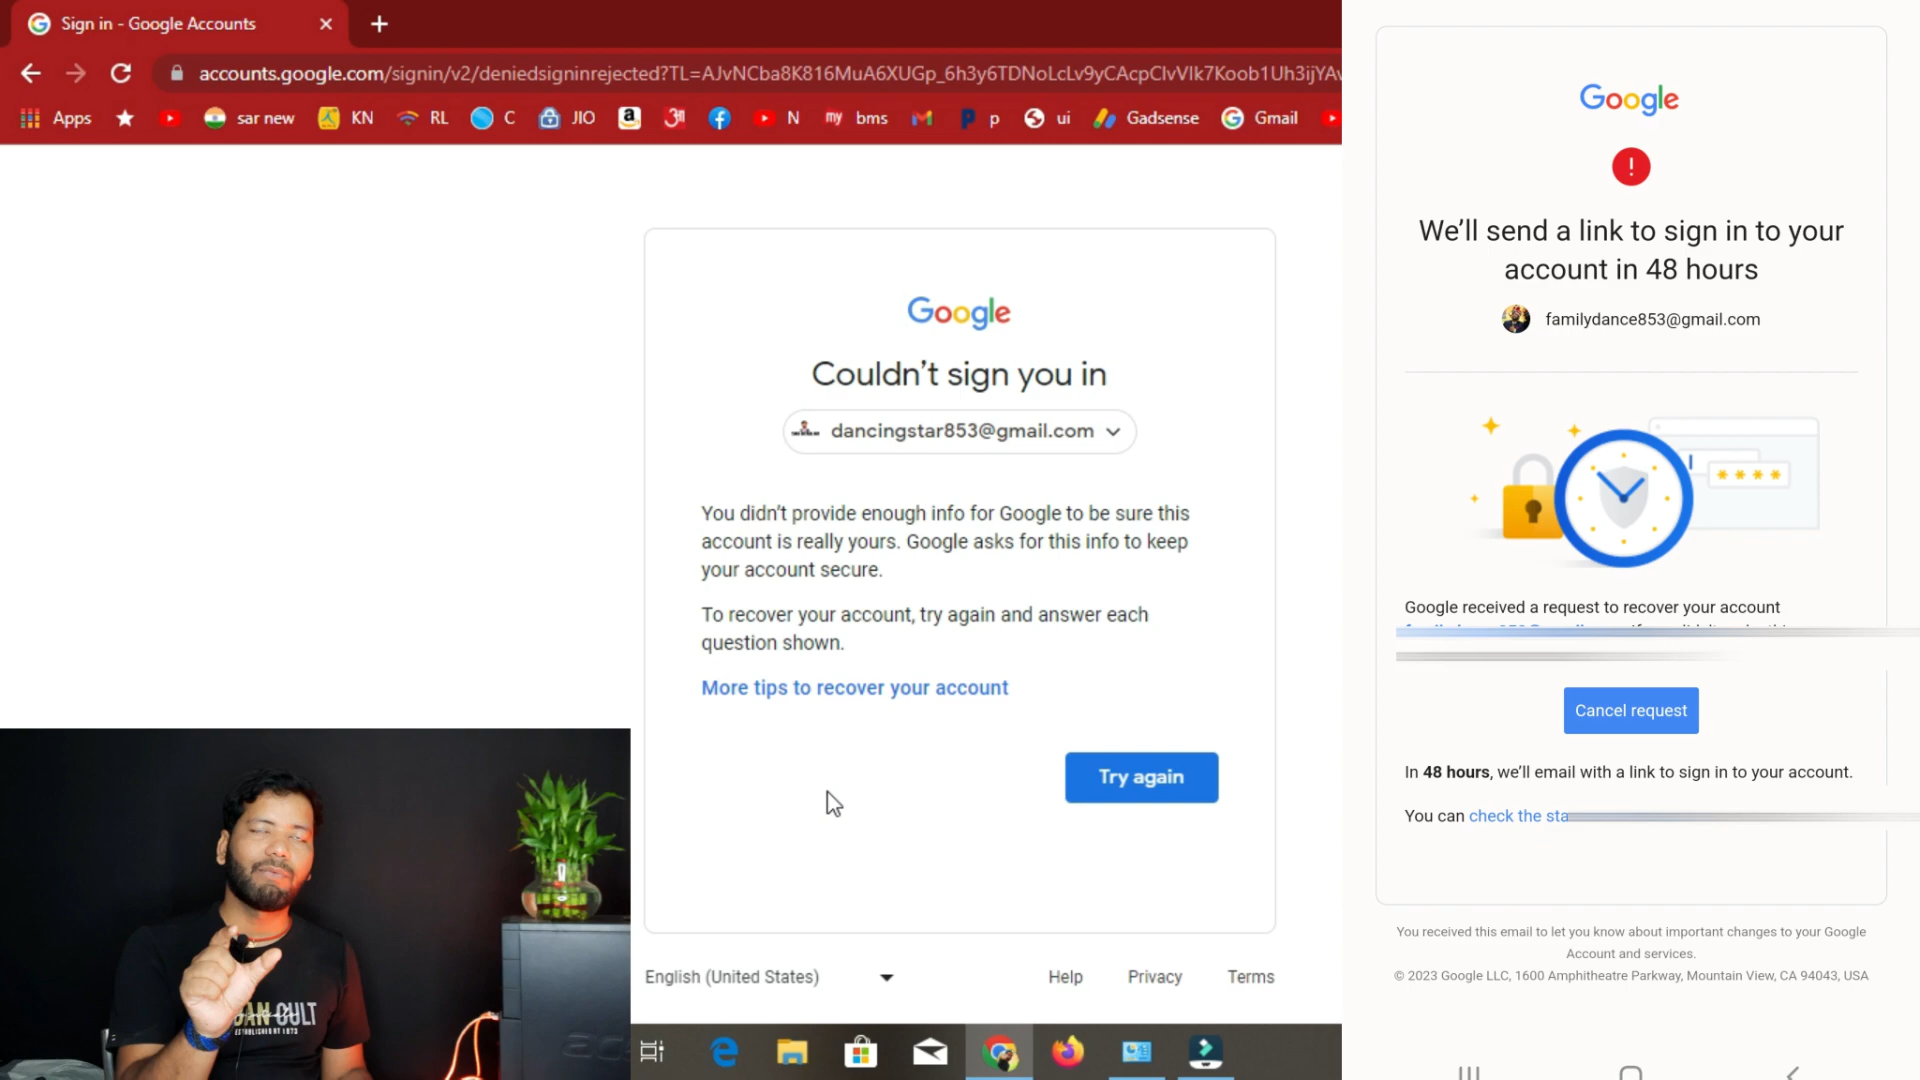 Sign in - Google Accounts
accounts.google.com/signin/v2/deniedsigninrejected?
Apps
sar new
KN
RL
C
JIO
a
N
my
bms
p
ui
Gadsense
Gmail
Google
Couldn’t sign you in
dancingstar853@gmail.com
You didn't provide enough info for Google to be sure this
account is really yours. Google asks for this info to keep
your account secure.
To recover your account, try again and answer each
question shown.
More tips to recover your account
Try again
English (United States)
Help
Privacy
Terms
Google
We’ll send a link to sign in to your
account in 48 hours
familydance853@gmail.com
Google received a request to recover your account
Cancel request
In 48 hours, we’ll email with a link to sign in to your account.
You can check the sta
You received this email to let you know about important changes to your Google
Account and services.
© 2023 Google LLC, 1600 Amphitheatre Parkway, Mountain View, CA 94043, USA
CULT
ESTABLISHED IN 1873